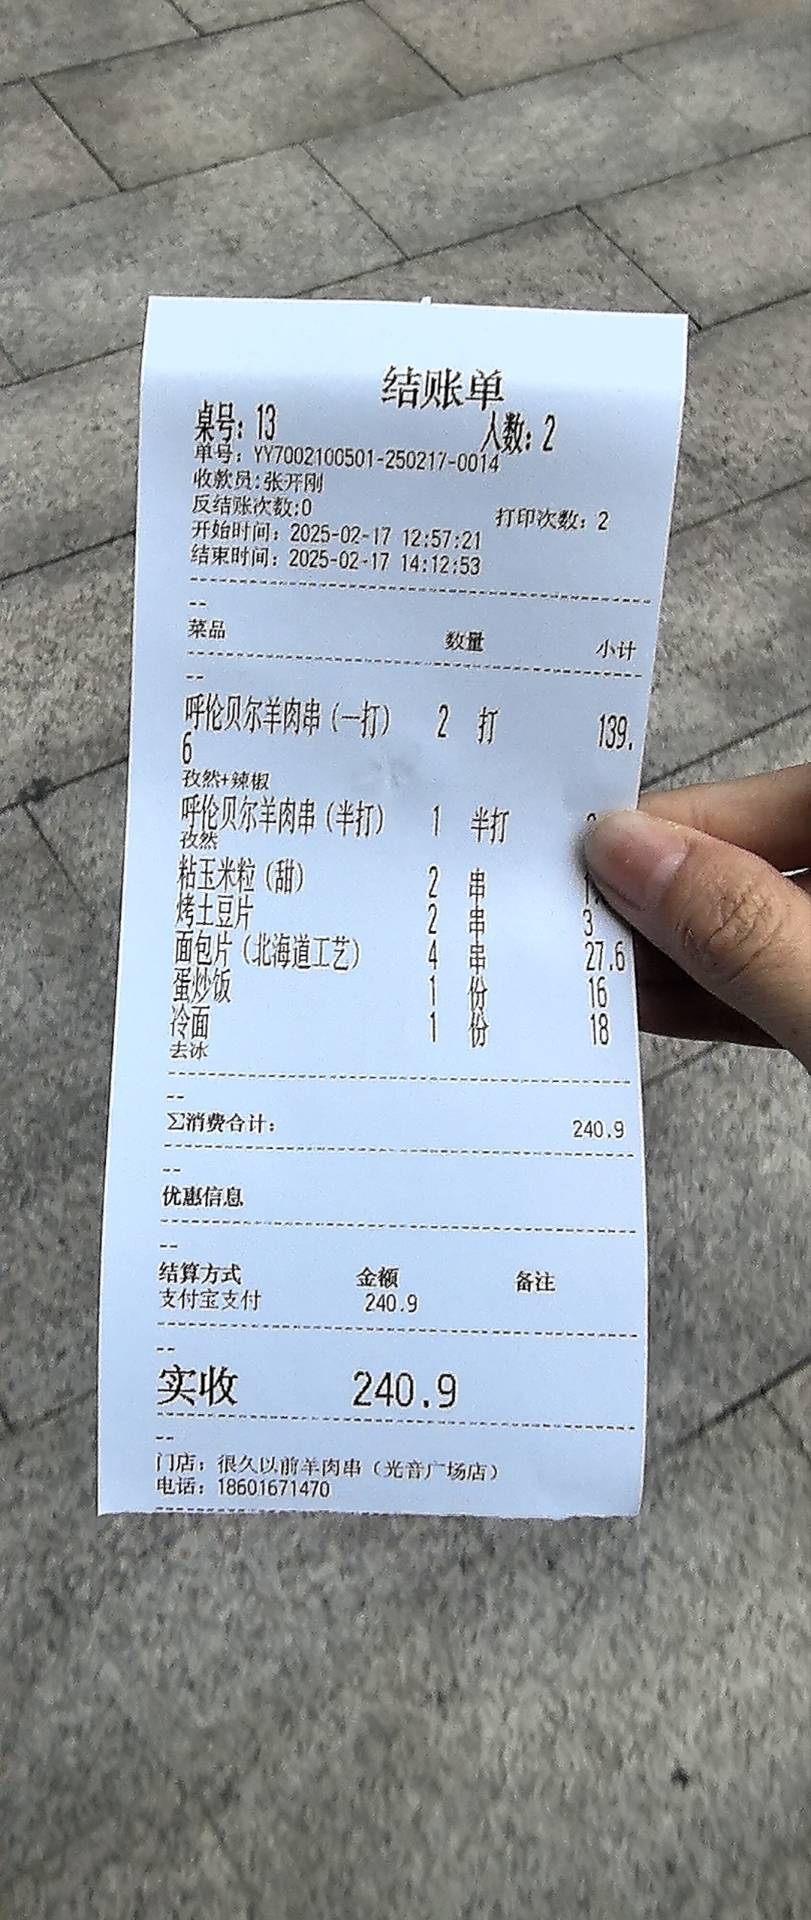 结账单
桌号: 13 人数: 2
单号: YY7002100501-250217-0014
收款员:张开刚
反结账次数:0 打印次数: 2
开始时间: 2025-02-17 12:57:21
结束时间: 2025-02-17 14:12:53
--
菜品 数量 小计
--
呼伦贝尔羊肉串(一打) 2 打 139.
6
孜然+辣椒
呼伦贝尔羊肉串(半打) 1 半打
孜然
粘玉米粒(甜) 2 串
烤土豆片 2 串
面包片(北海道工艺) 4 串 27.6
蛋炒饭 1 份 16
冷面 1 份 18
去冰
--
Σ消费合计: 240.9
--
优惠信息
--
结算方式 金额 备注
支付宝支付 240.9
--
实收 240.9
--
门店: 很久以前羊肉串(光音广场店)
电话: 18601671470